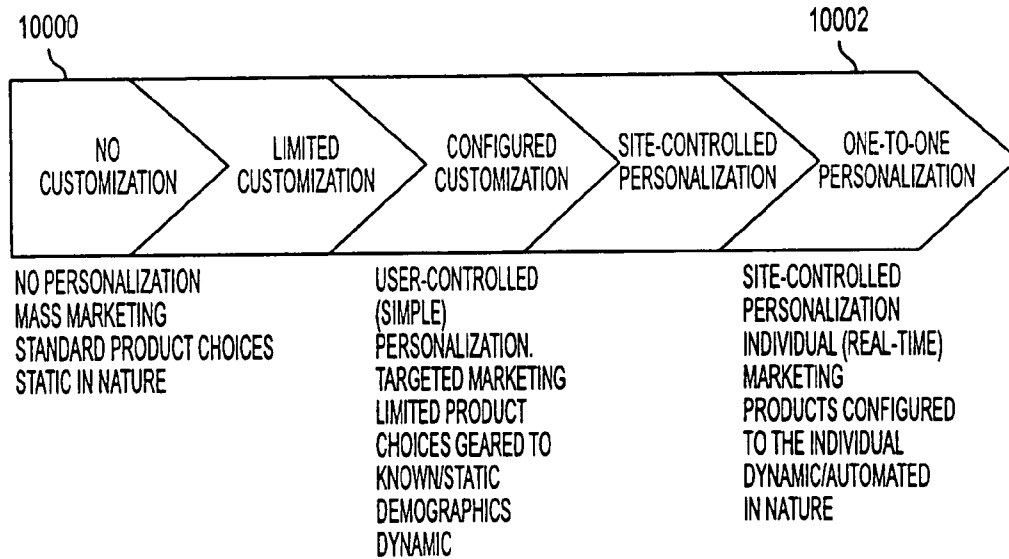 10000
10002
NO
CUSTOMIZATION
LIMITED
CUSTOMIZATION
CONFIGURED
CUSTOMIZATION
SITE-CONTROLLED
PERSONALIZATION
ONE-TO-ONE
PERSONALIZATION
NO PERSONALIZATION
MASS MARKETING
STANDARD PRODUCT CHOICES
STATIC IN NATURE
USER-CONTROLLED
(SIMPLE)
PERSONALIZATION.
TARGETED MARKETING
LIMITED PRODUCT
CHOICES GEARED TO
KNOWN/STATIC
DEMOGRAPHICS
DYNAMIC
SITE-CONTROLLED
PERSONALIZATION
INDIVIDUAL (REAL-TIME)
MARKETING
PRODUCTS CONFIGURED
TO THE INDIVIDUAL
DYNAMIC/AUTOMATED
IN NATURE